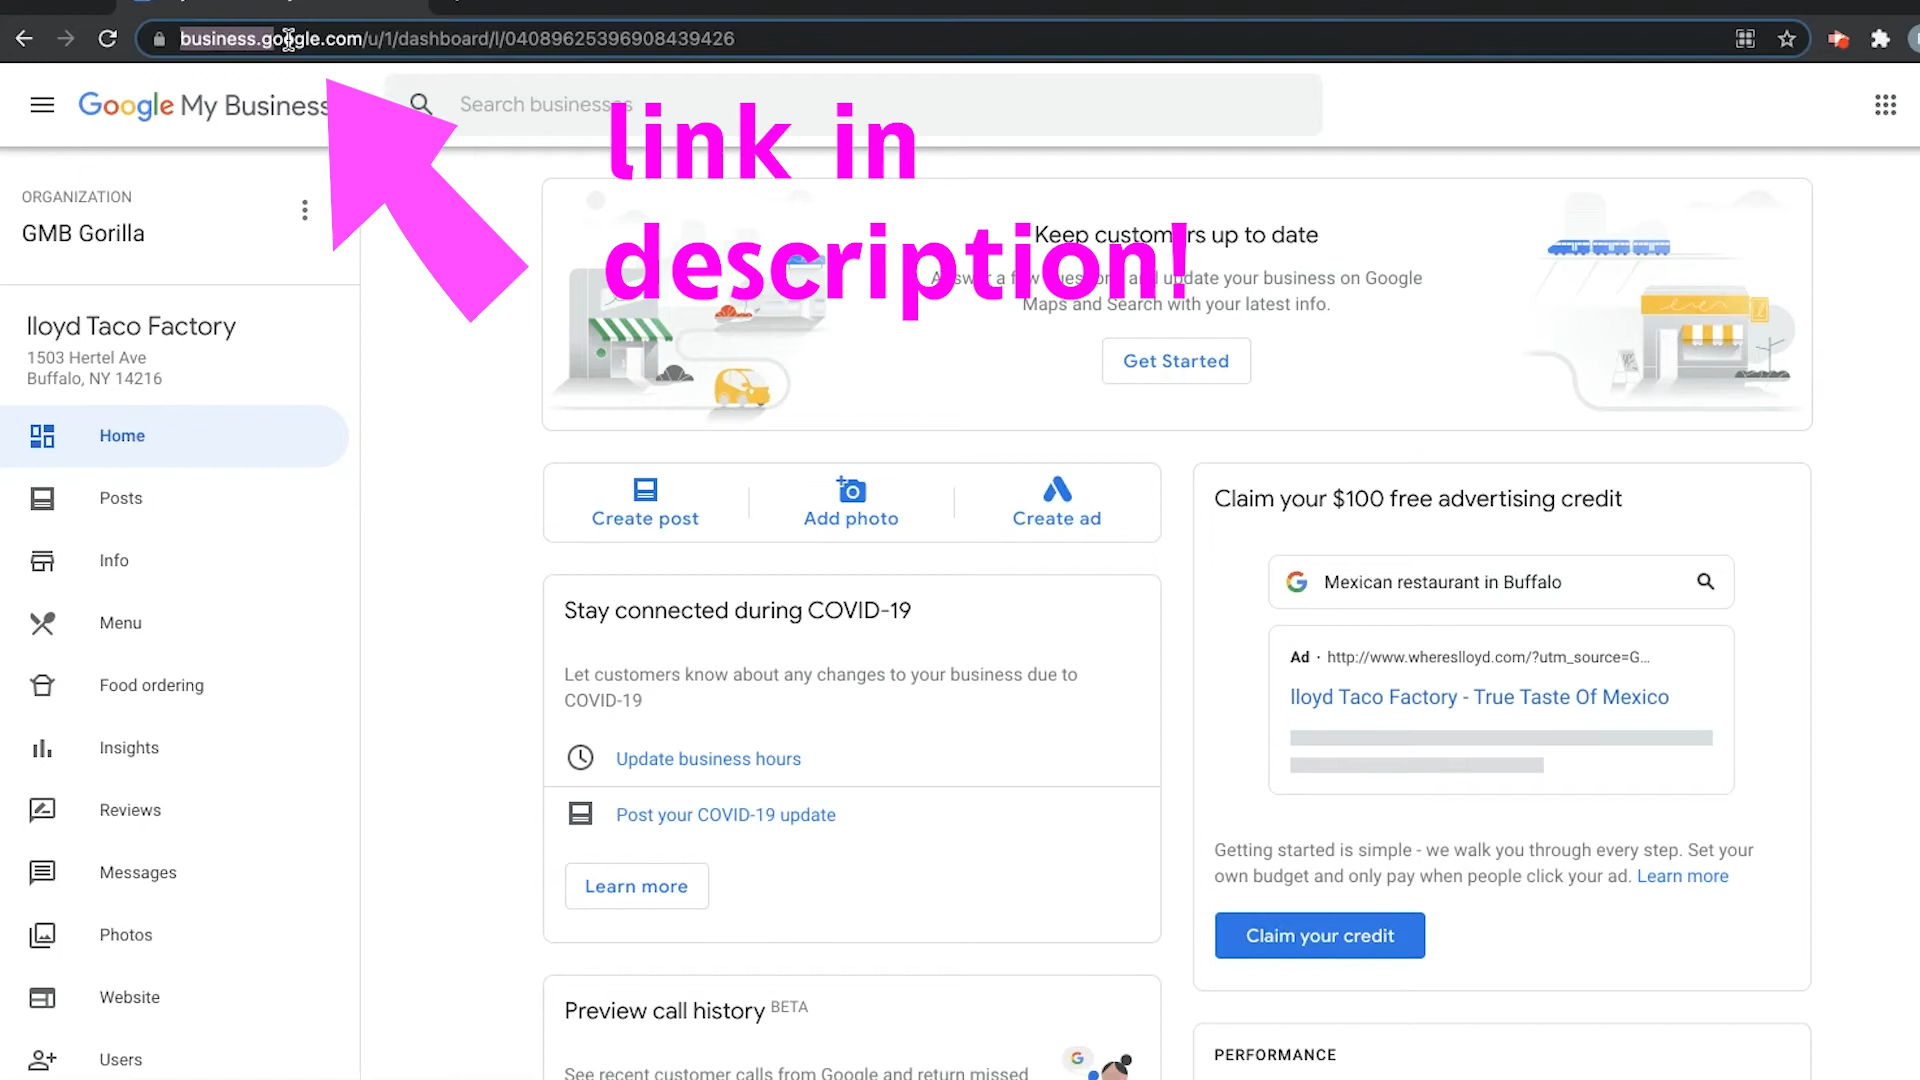 business.google.com/u/1/dashboard/l/04089625396908439426
Google My Business
Search businesses
link in
description!
ORGANIZATION
GMB Gorilla
lloyd Taco Factory
1503 Hertel Ave
Buffalo, NY 14216
Home
Posts
Info
Menu
Food ordering
Insights
Reviews
Messages
Photos
Website
Users
Keep customers up to date
Answer a few questions and update your business on Google
Maps and Search with your latest info.
Get Started
Create post
Add photo
Create ad
Stay connected during COVID-19
Let customers know about any changes to your business due to
COVID-19
Update business hours
Post your COVID-19 update
Learn more
Preview call history BETA
See recent customer calls from Google and return missed
Claim your $100 free advertising credit
Mexican restaurant in Buffalo
Ad · http://www.whereslloyd.com/?utm_source=G...
lloyd Taco Factory - True Taste Of Mexico
Getting started is simple - we walk you through every step. Set your
own budget and only pay when people click your ad. Learn more
Claim your credit
PERFORMANCE